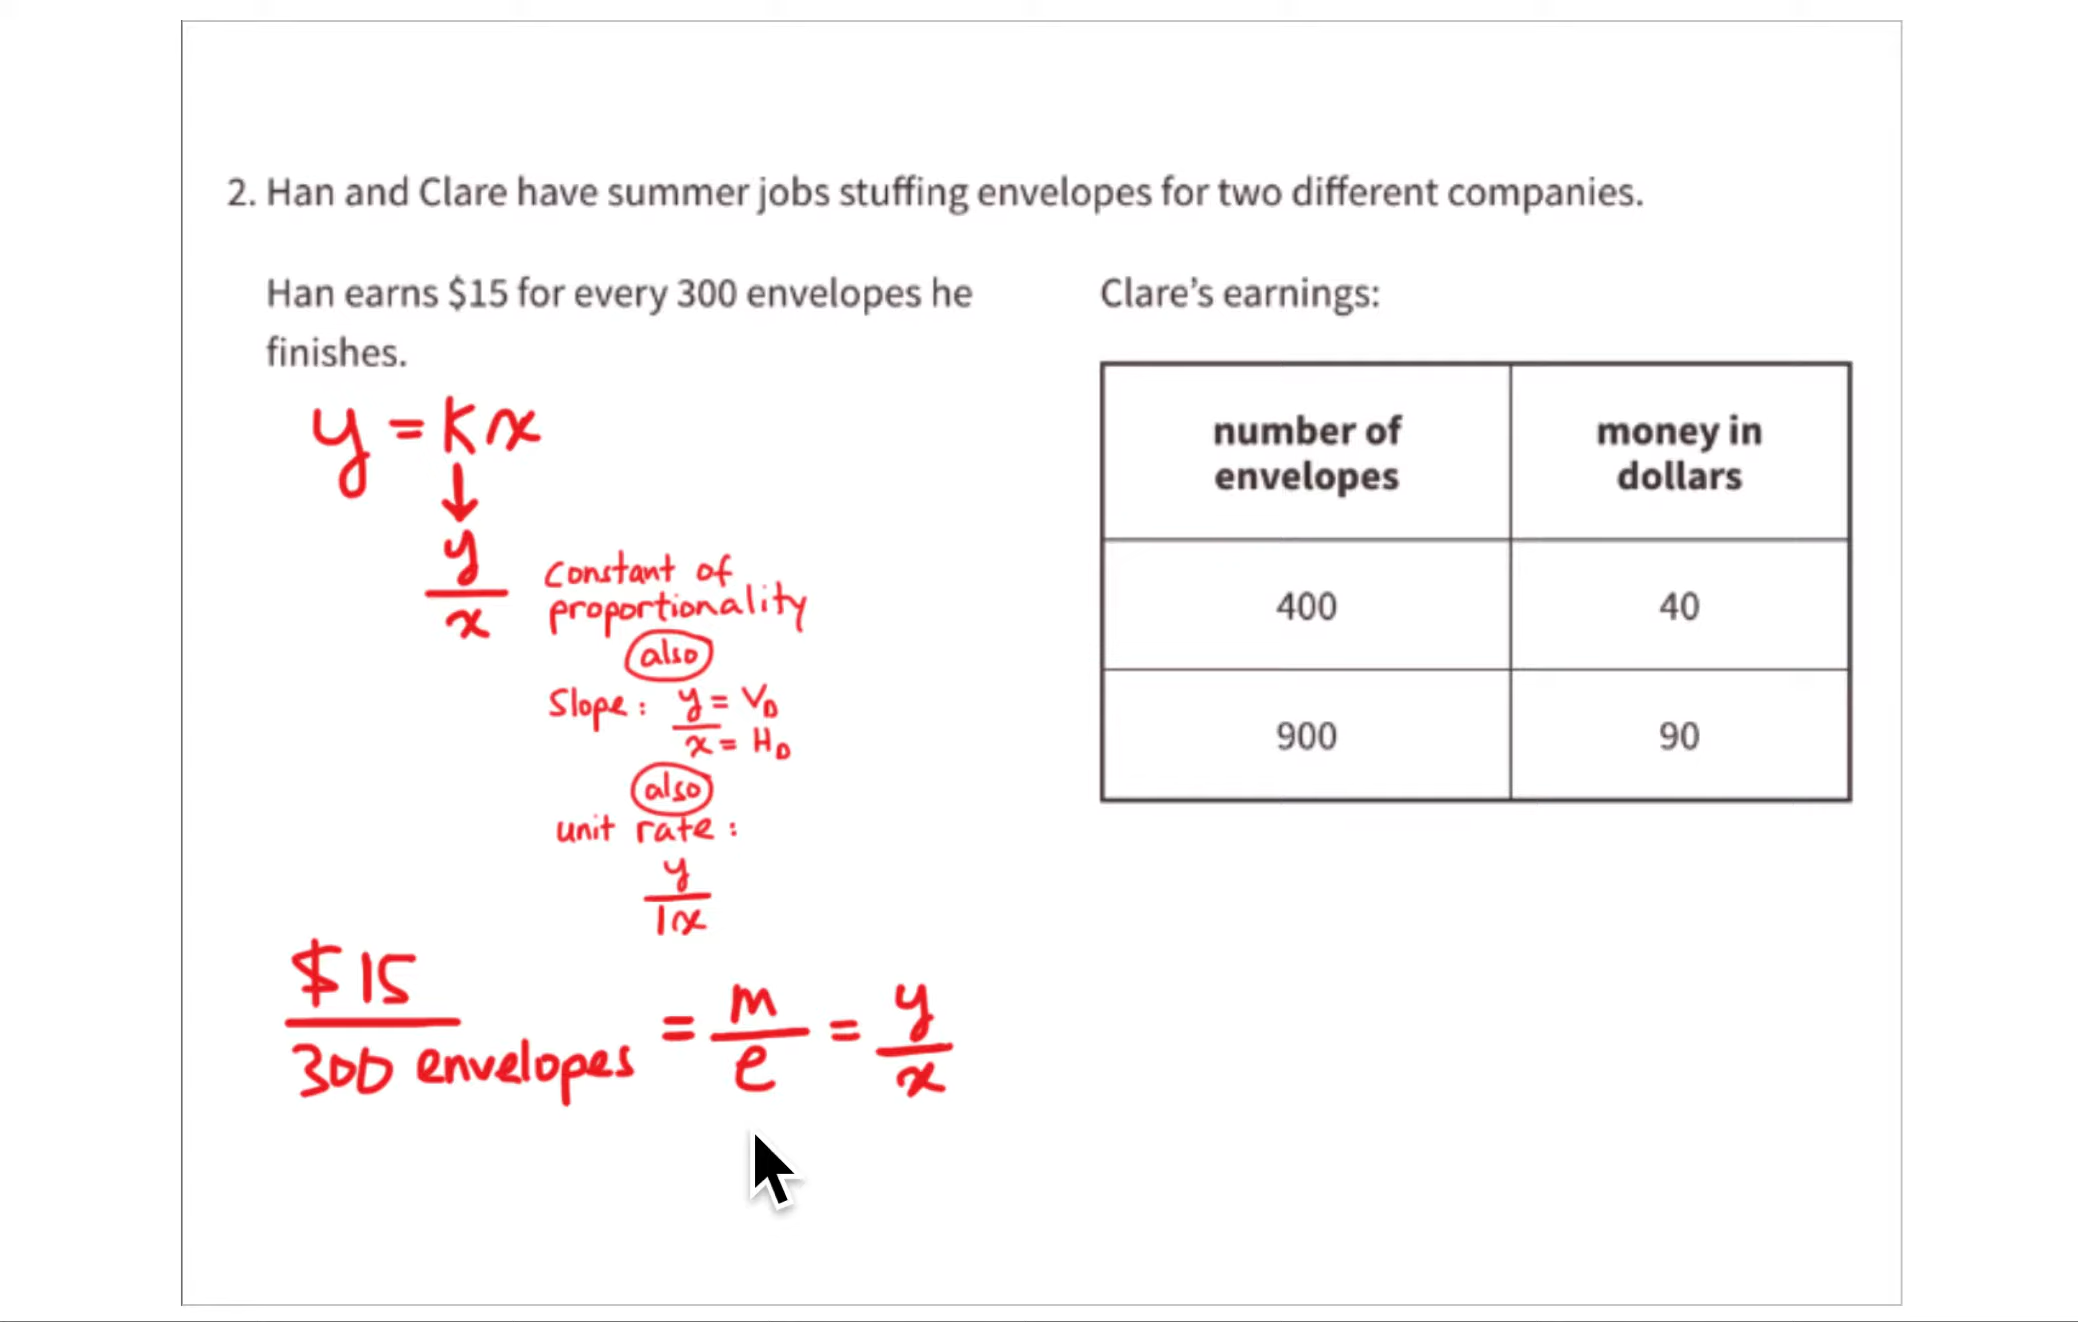 2. Han and Clare have summer jobs stuffing envelopes for two different companies.
Han earns $15 for every 300 envelopes he
finishes.
y = kx
y
x
Constant of
proportionality
also
Slope: y = VD
x = HD
also
unit rate:
y
1x
$15
300 envelopes
= m
e
= y
x
Clare's earnings:
number of envelopes | money in dollars
400 | 40
900 | 90